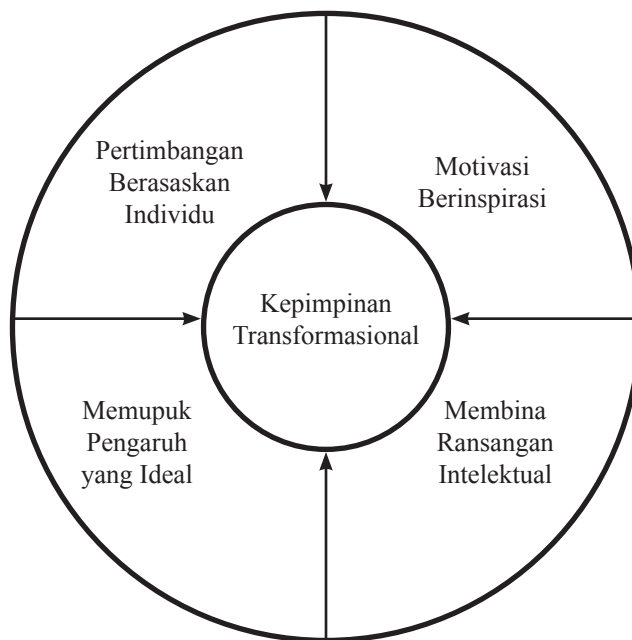 Pertimbangan
Berasaskan
Individu
Motivasi
Berinspirasi
Kepimpinan
Transformasional
Memupuk
Pengaruh
yang Ideal
Membina
Ransangan
Intelektual